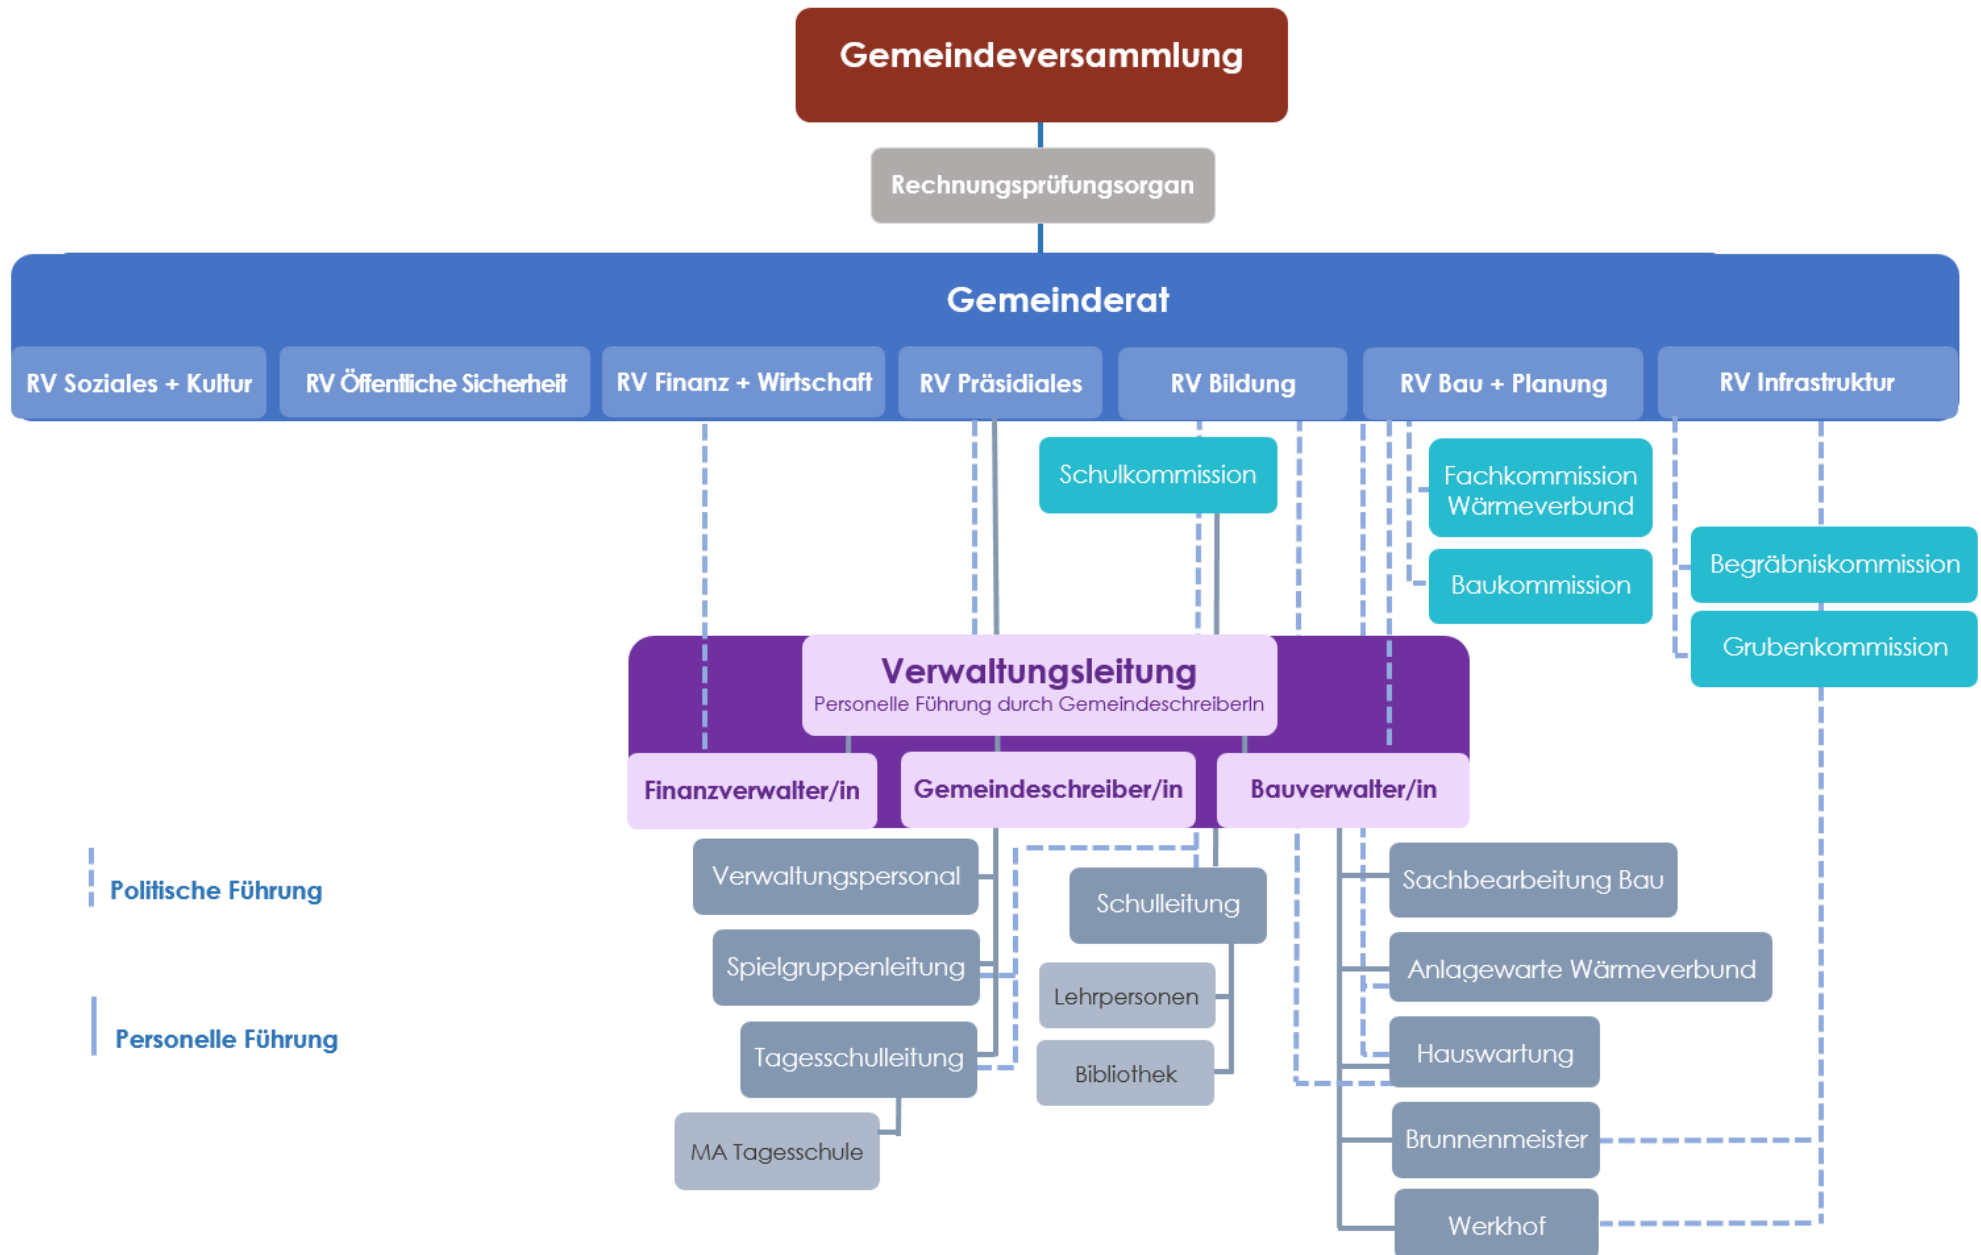 Gemeindeversammlung
Rechnungsprüfungsorgan
Gemeinderat
RV Soziales + Kultur
RV Öffentliche Sicherheit
RV Finanz + Wirtschaft
RV Präsidiales
RV Bildung
RV Bau + Planung
RV Infrastruktur
Schulkommission
Fachkommission
Wärmeverbund
Baukommission
Begräbniskommission
Grubenkommission
Verwaltungsleitung
Personelle Führung durch GemeindeschreiberIn
Finanzverwalter/in
Gemeindeschreiber/in
Bauverwalter/in
Verwaltungspersonal
Spielgruppenleitung
Tagesschulleitung
MA Tagesschule
Schulleitung
Lehrpersonen
Bibliothek
Sachbearbeitung Bau
Anlagewarte Wärmeverbund
Hauswartung
Brunnenmeister
Werkhof
Politische Führung
Personelle Führung